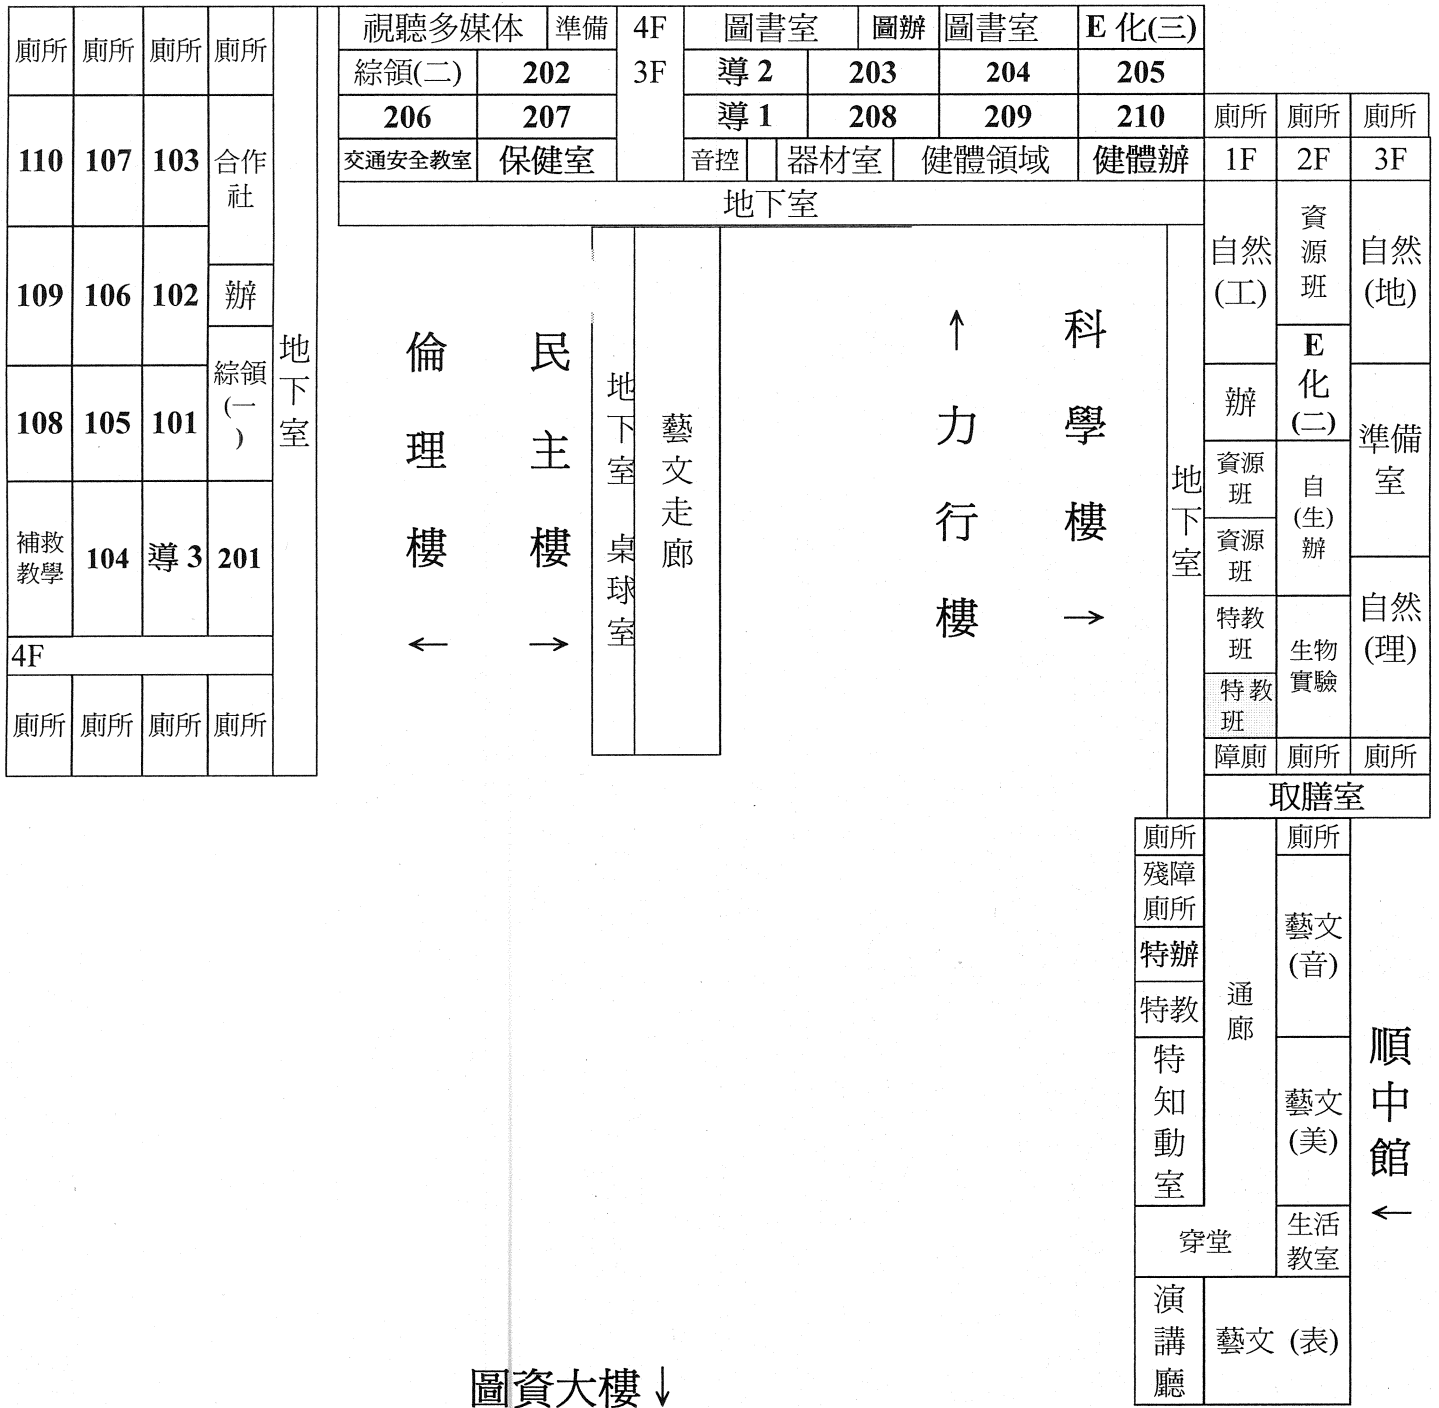 廁所 廁所 廁所 廁所
110 107 103 合作
社
109 106 102 辦
108 105 101 綜領
(一
)
補救
教學
104 導 3 201
4F
廁所 廁所 廁所 廁所
地
下
室
視聽多媒体 準備 4F 圖書室 圖辦 圖書室 E 化(三)
綜領(二) 202 3F 導 2 203 204 205
206 207 導 1 208 209 210
交通安全教室 保健室 音控 器材室 健體領域 健體辦
地下室
倫
理
樓
←
民
主
樓
→
地
下
室
桌
球
室
藝
文
走
廊
↑
力
行
樓
科
學
樓
→
地
下
室
廁所 廁所 廁所
1F 2F 3F
自然
(工)
辦
資源
班
資源
班
特教
班
特教
班
障廁
資
源
班
E
化
(二)
自
(生)
辦
生物
實驗
廁所
自然
(地)
準備
室
自然
(理)
廁所
取膳室
廁所
殘障
廁所
特辦
特教
特
知
動
室
通
廊
廁所
藝文
(音)
藝文
(美)
穿堂
生活
教室
演
講
廳
藝文 (表)
順
中
館
←
圖資大樓↓